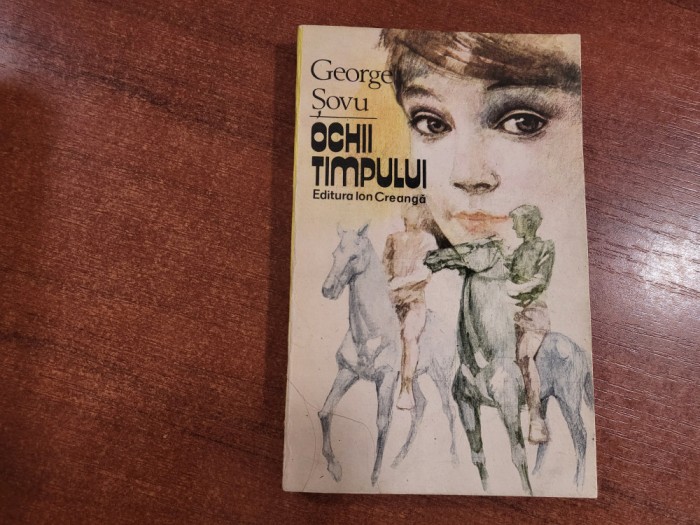 George
Șovu
OCHII
TIMPULUI
Editura Ion Creangă